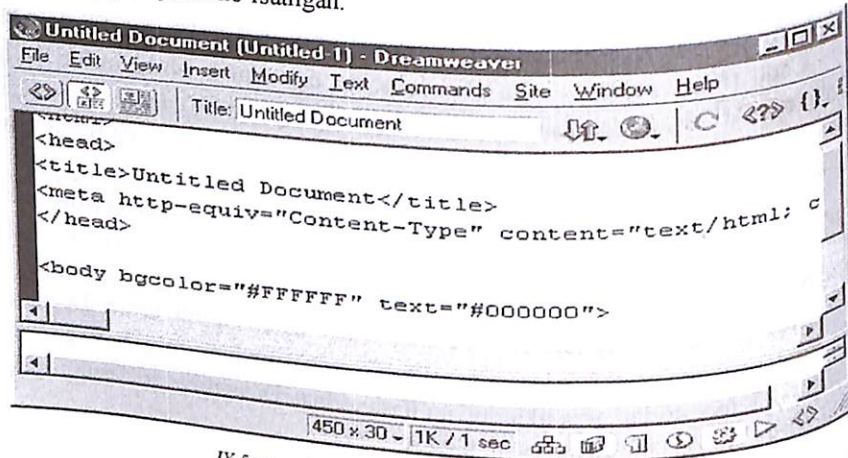 Untitled Document (Untitled-1) - Dreamweaver
File Edit View Insert Modify Text Commands Site Window Help
Title: Untitled Document
<head>
<title>Untitled Document</title>
<meta http-equiv="Content-Type" content="text/html; c
</head>
<body bgcolor="#FFFFFF" text="#000000">
450 x 30 1K / 1 sec